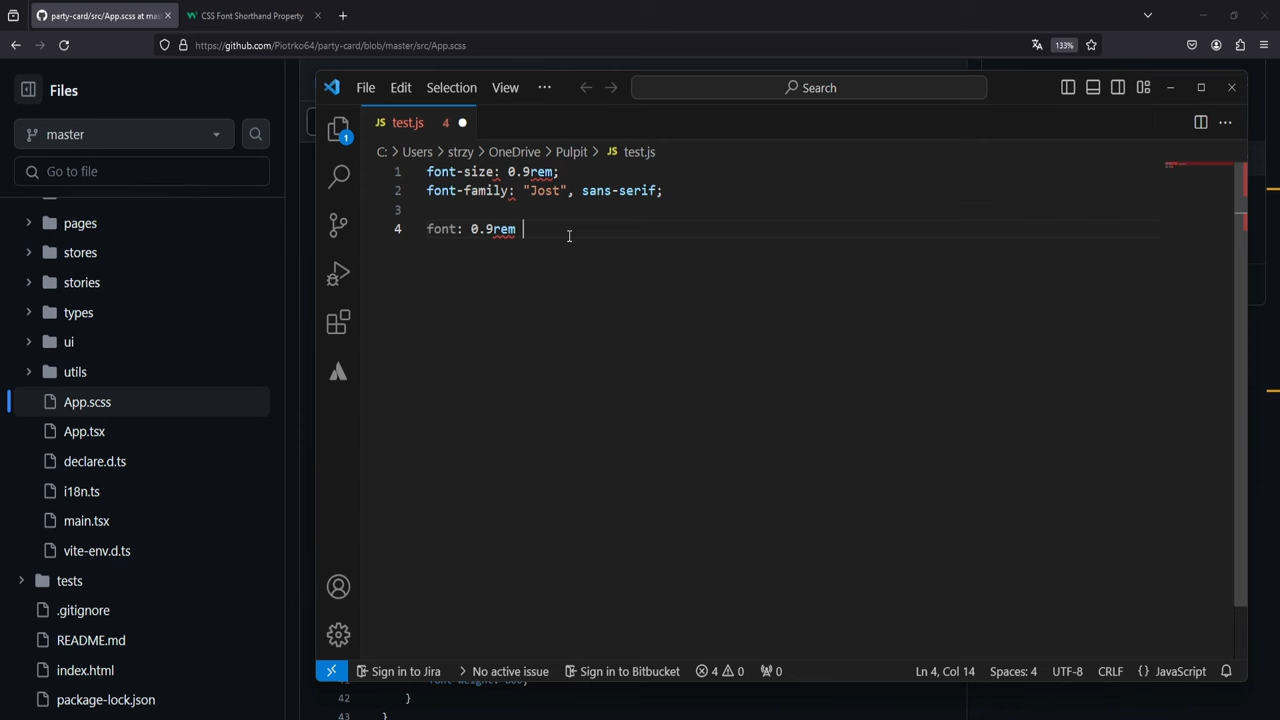 party-card/src/App.scss at mas
CSS Font Shorthand Property
https://github.com/Piotrko94/party-card/blob/master/src/App.scss
133%
Files
master
Go to file
pages
stores
stories
types
ui
utils
App.scss
App.tsx
declare.d.ts
i18n.ts
main.tsx
vite-env.d.ts
tests
.gitignore
README.md
index.html
package-lock.json
File Edit Selection View ... Search
JS test.js 4
C: > Users > strzy > OneDrive > Pulpit > JS test.js
1 font-size: 0.9rem;
2 font-family: "Jost", sans-serif;
3
4 font: 0.9rem
1
Sign in to Jira No active issue Sign in to Bitbucket 4 0 0 Ln 4, Col 14 Spaces: 4 UTF-8 CRLF {} JavaScript
42 }
43 }